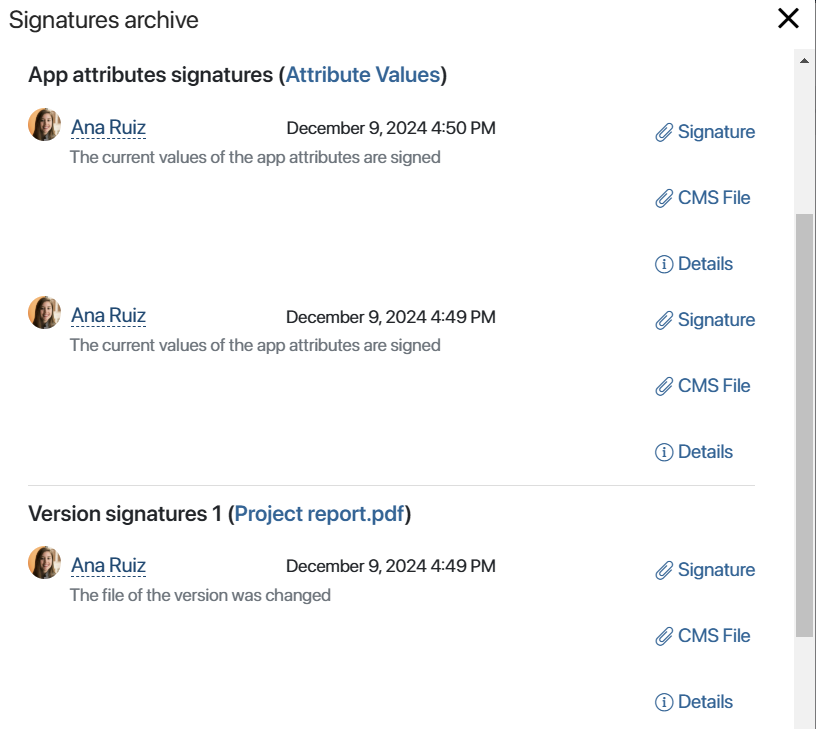 Signatures archive
App attributes signatures (Attribute Values)
Ana Ruiz December 9, 2024 4:50 PM Signature
The current values of the app attributes are signed
CMS File
Details
Ana Ruiz December 9, 2024 4:49 PM Signature
The current values of the app attributes are signed
CMS File
Details
Version signatures 1 (Project report.pdf)
Ana Ruiz December 9, 2024 4:49 PM Signature
The file of the version was changed
CMS File
Details